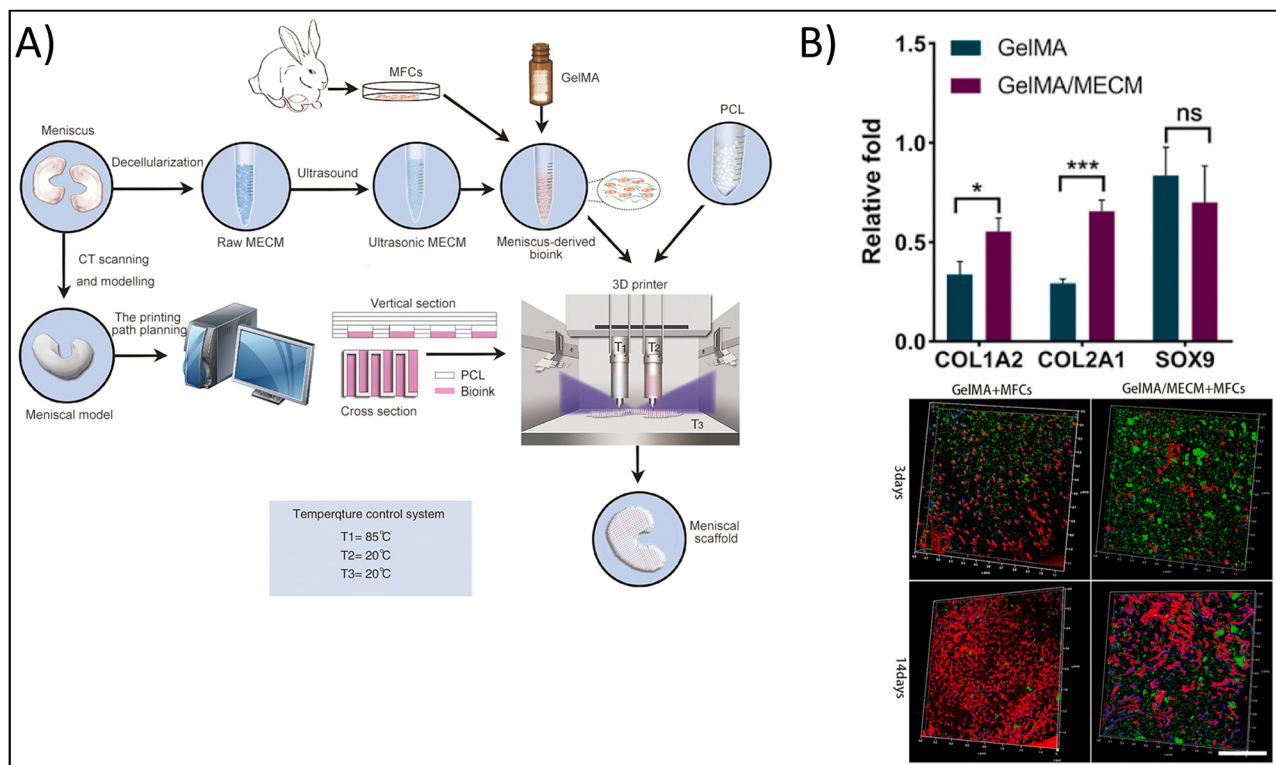 A)
MFCs
GelMA
PCL
Meniscus
Decellularization
Ultrasound
Raw MECM
Ultrasonic MECM
Meniscus-derived
bioink
CT scanning
and modelling
The printing
path planning
Meniscal model
Vertical section
PCL
Bioink
Cross section
3D printer
T1
T2
T3
Temperqture control system
T1= 85℃
T2= 20℃
T3= 20℃
Meniscal
scaffold
B)
GelMA
GelMA/MECM
Relative fold
1.5
1.0
0.5
0.0
*
***
ns
COL1A2
COL2A1
SOX9
GelMA+MFCs
GelMA/MECM+MFCs
3days
14days